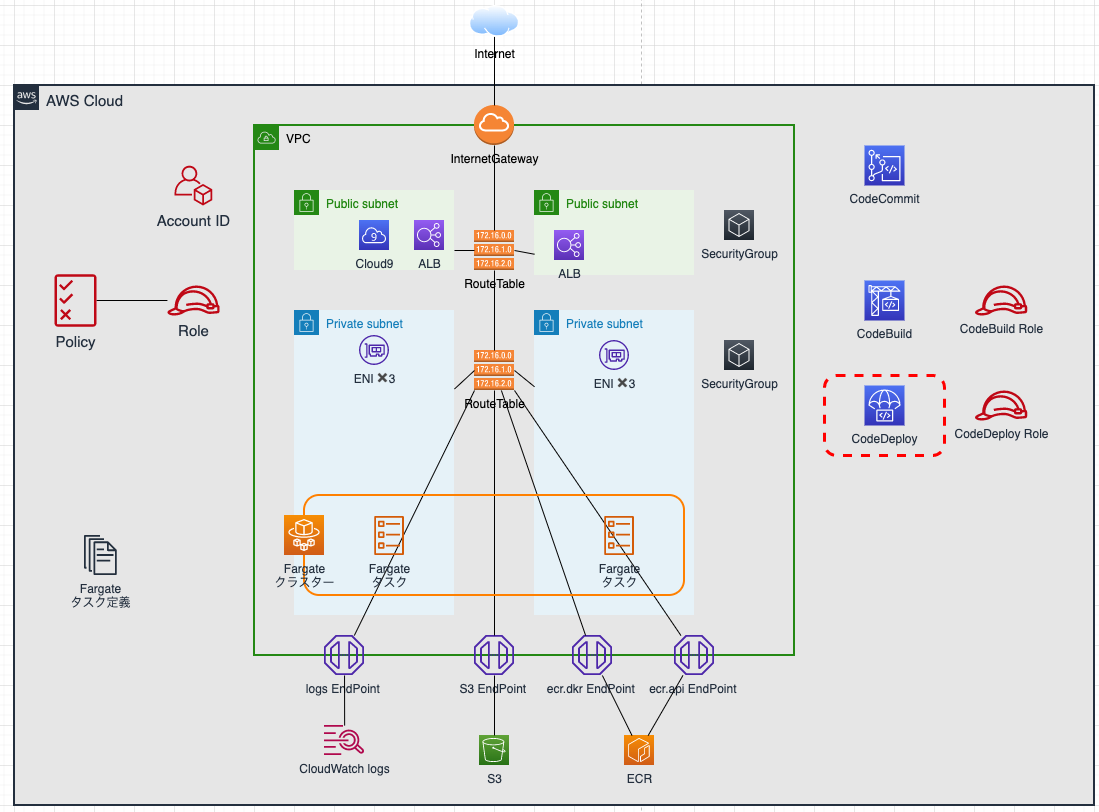 Internet
aws
AWS Cloud
VPC
InternetGateway
CodeCommit
Account ID
Public subnet
Public subnet
172.16.0.0
172.16.1.0
172.16.2.0
9
Cloud9
ALB
ALB
SecurityGroup
RouteTable
Policy
Role
Private subnet
Private subnet
CodeBuild
CodeBuild Role
172.16.0.0
172.16.1.0
172.16.2.0
ENI ✖3
ENI ✖3
SecurityGroup
RouteTable
CodeDeploy
CodeDeploy Role
Fargate
クラスター
Fargate
タスク
Fargate
タスク
Fargate
タスク定義
logs EndPoint
S3 EndPoint
ecr.dkr EndPoint
ecr.api EndPoint
CloudWatch logs
S3
ECR